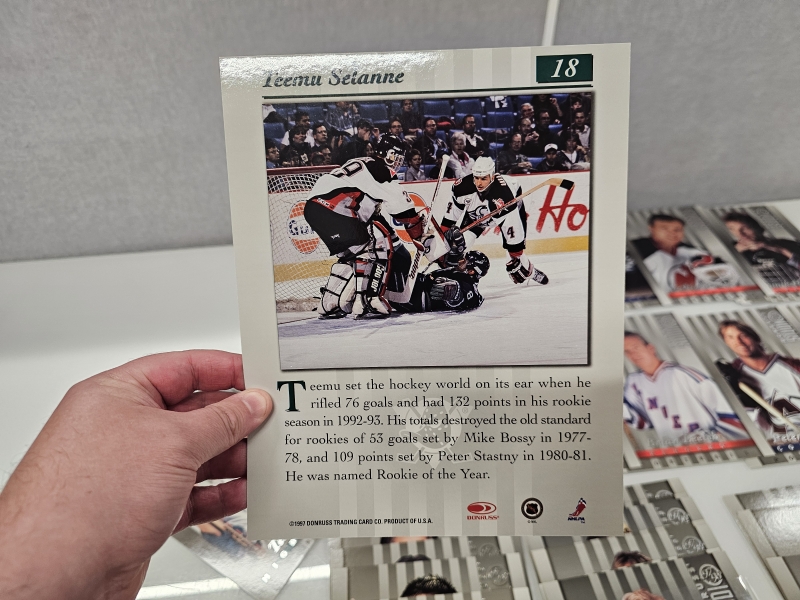 Teemu Selanne
18
Ho
4
Teemu set the hockey world on its ear when he
rifled 76 goals and had 132 points in his rookie
season in 1992-93. His totals destroyed the old standard
for rookies of 53 goals set by Mike Bossy in 1977-
78, and 109 points set by Peter Stastny in 1980-81.
He was named Rookie of the Year.
©1997 DONRUSS TRADING CARD CO. PRODUCT OF U.S.A.
DONRUSS
NHLPA